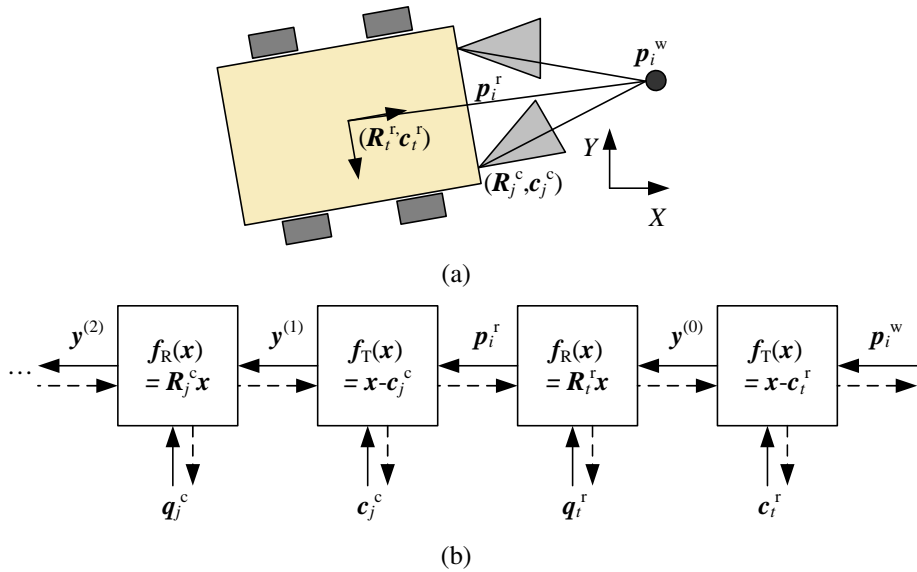 p_i^w
p_i^r
(R_t^r, c_t^r)
Y
(R_j^c, c_j^c)
X
(a)
y^(2) y^(1) p_i^r y^(0) p_i^w
f_R(x) f_T(x) f_R(x) f_T(x)
... = R_j^c x = x-c_j^c = R_t^r x = x-c_t^r
q_j^c c_j^c q_t^r c_t^r
(b)